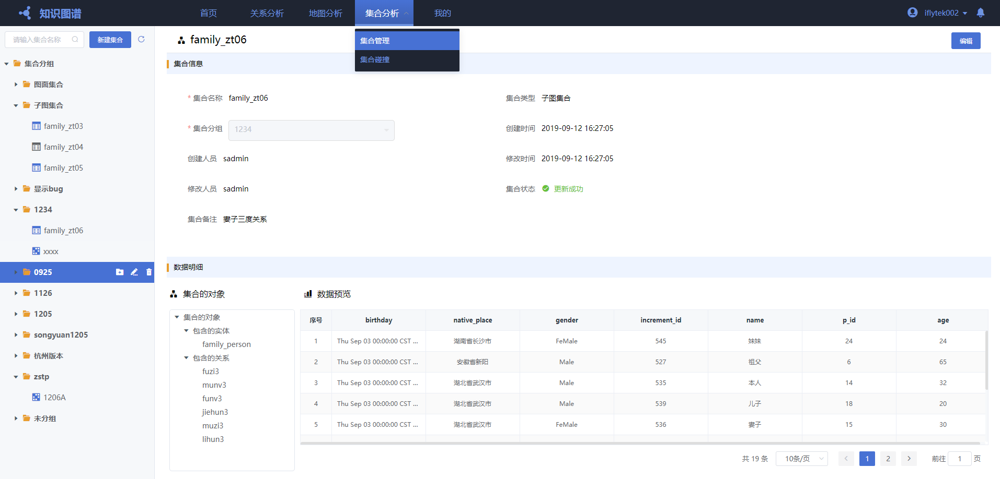 知识图谱
首页
关系分析
地图分析
集合分析
我的
iflytek002
集合管理
集合碰撞
请输入集合名称
新建集合
集合分组
图面集合
子图集合
family_zt03
family_zt04
family_zt05
显示bug
1234
family_zt06
xxxx
0925
1126
1205
songyuan1205
杭州版本
zstp
1206A
未分组
family_zt06
编辑
集合信息
* 集合名称 family_zt06
集合类型 子图集合
* 集合分组 1234
创建时间 2019-09-12 16:27:05
创建人员 sadmin
修改时间 2019-09-12 16:27:05
修改人员 sadmin
集合状态 更新成功
集合备注 妻子三度关系
数据明细
集合的对象
集合的对象
包含的实体
family_person
包含的关系
fuzi3
munv3
funv3
jiehun3
muzi3
lihun3
数据预览
序号 birthday native_place gender increment_id name p_id age
1 Thu Sep 03 00:00:00 CST ... 湖南省长沙市 FeMale 545 妹妹 24 24
2 Thu Sep 03 00:00:00 CST ... 安徽省新阳 Male 527 祖父 6 65
3 Thu Sep 03 00:00:00 CST ... 湖北省武汉市 Male 535 本人 14 32
4 Thu Sep 03 00:00:00 CST ... 湖北省武汉市 Male 539 儿子 18 20
5 Thu Sep 03 00:00:00 CST ... 湖北省武汉市 FeMale 536 妻子 15 30
共 19 条 10条/页 < 1 2 > 前往 1 页